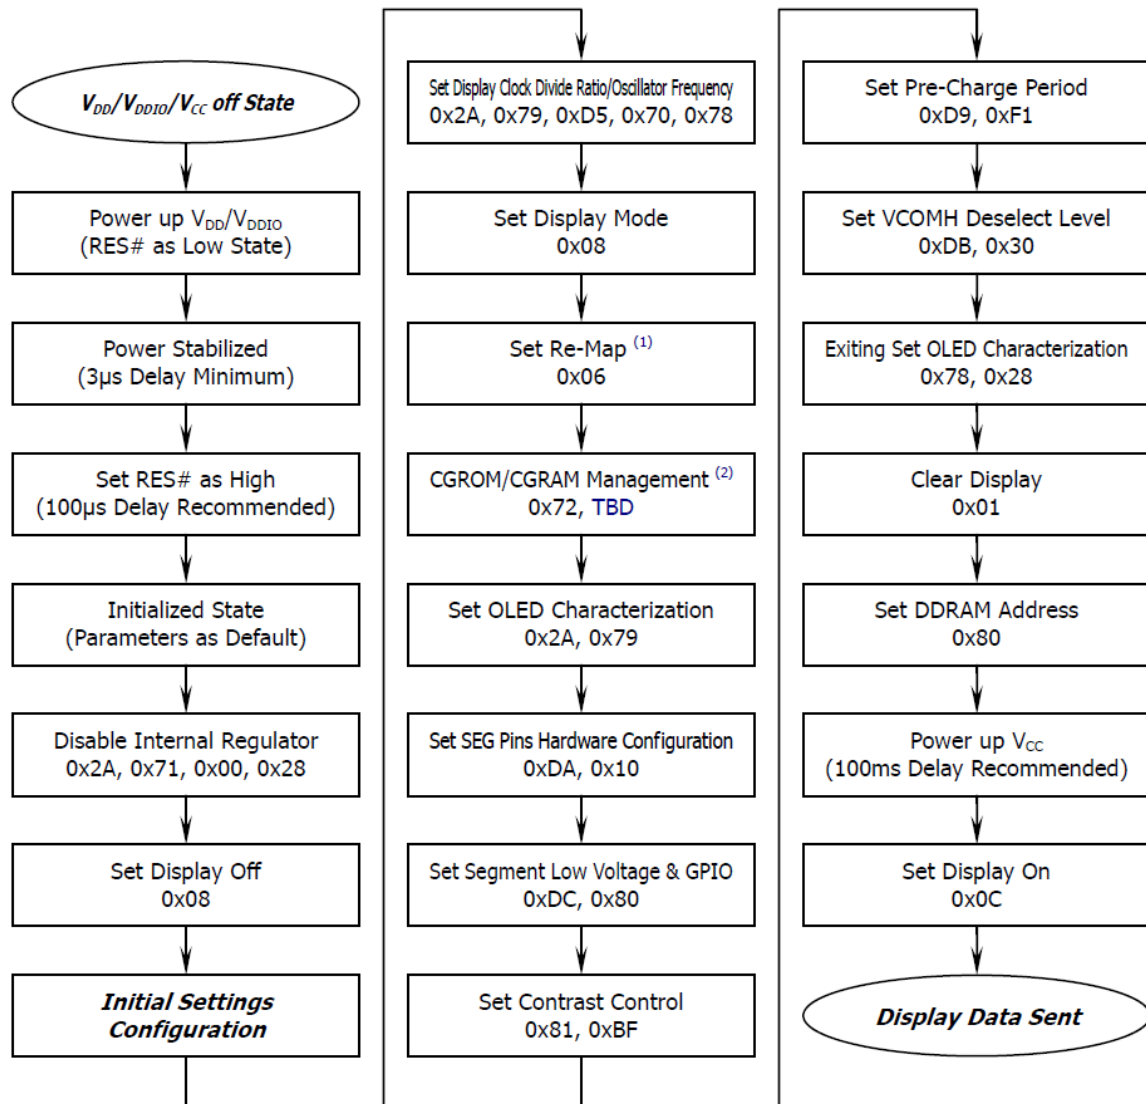 V_DD/V_DDIO/V_CC off State
Power up V_DD/V_DDIO
(RES# as Low State)
Power Stabilized
(3µs Delay Minimum)
Set RES# as High
(100µs Delay Recommended)
Initialized State
(Parameters as Default)
Disable Internal Regulator
0x2A, 0x71, 0x00, 0x28
Set Display Off
0x08
Initial Settings
Configuration
Set Display Clock Divide Ratio/Oscillator Frequency
0x2A, 0x79, 0xD5, 0x70, 0x78
Set Display Mode
0x08
Set Re-Map (1)
0x06
CGROM/CGRAM Management (2)
0x72, TBD
Set OLED Characterization
0x2A, 0x79
Set SEG Pins Hardware Configuration
0xDA, 0x10
Set Segment Low Voltage & GPIO
0xDC, 0x80
Set Contrast Control
0x81, 0xBF
Set Pre-Charge Period
0xD9, 0xF1
Set VCOMH Deselect Level
0xDB, 0x30
Exiting Set OLED Characterization
0x78, 0x28
Clear Display
0x01
Set DDRAM Address
0x80
Power up V_CC
(100ms Delay Recommended)
Set Display On
0x0C
Display Data Sent